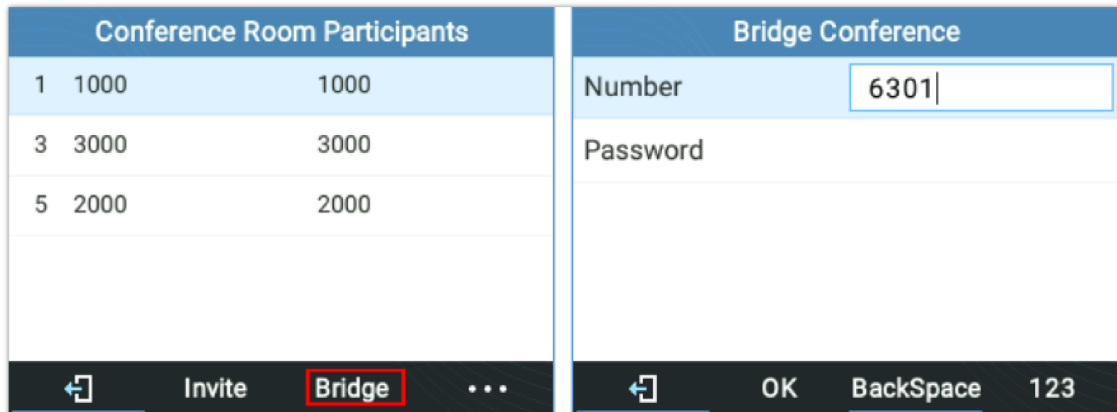 Conference Room Participants
1 1000 1000
3 3000 3000
5 2000 2000
Invite Bridge ...
Bridge Conference
Number 6301
Password
OK BackSpace 123